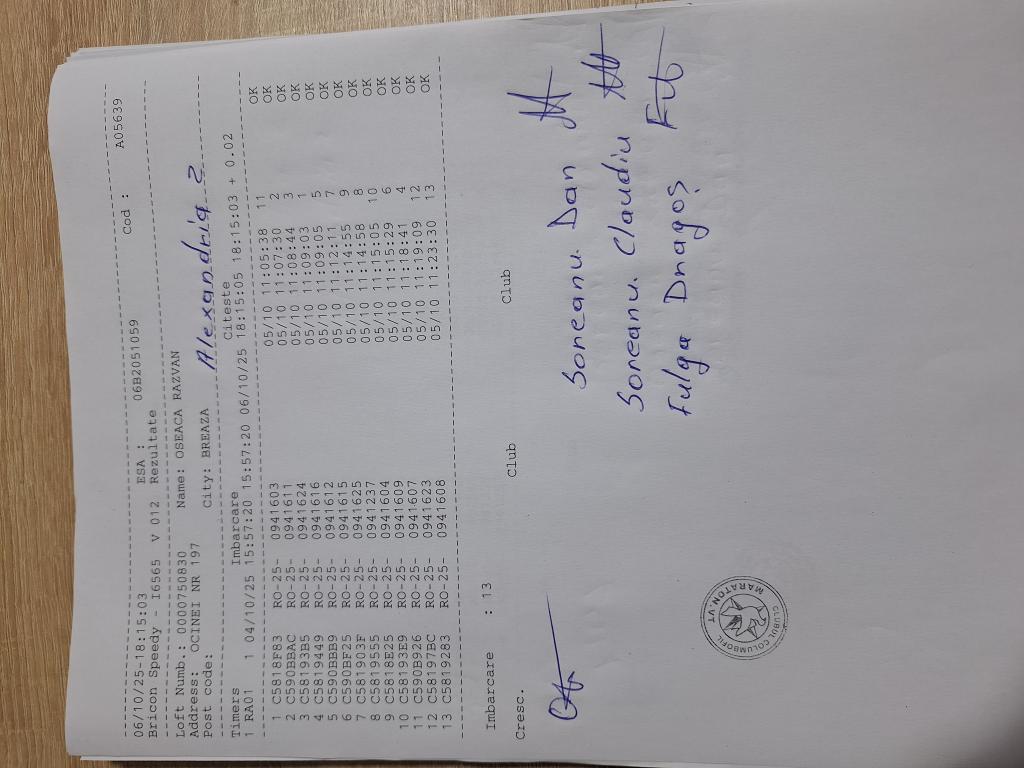 06/10/25-18:15:03 ESA : 06B2051059 Cod : A05639
Bricon Speedy - I6565 V 012 Rezultate
Loft Numb.: 0000750830 Name: OSEACA RAZVAN
Address: OCINEI NR 197
Post code: City: BREAZA Alexandria 2
Timers Imbarcare Citeste
1 RA01 1 04/10/25 15:57:20 15:57:20 06/10/25 18:15:05 18:15:03 + 0.02
1 C5818F83 RO-25- 0941603 05/10 11:05:38 11 OK
2 C590BBAC RO-25- 0941611 05/10 11:07:30 2 OK
3 C58193B5 RO-25- 0941624 05/10 11:08:44 3 OK
4 C5819449 RO-25- 0941616 05/10 11:09:03 1 OK
5 C590BBB9 RO-25- 0941612 05/10 11:09:05 5 OK
6 C590BF25 RO-25- 0941615 05/10 11:12:11 7 OK
7 C581903F RO-25- 0941625 05/10 11:14:55 9 OK
8 C5819555 RO-25- 0941237 05/10 11:14:58 8 OK
9 C5818E25 RO-25- 0941604 05/10 11:15:05 10 OK
10 C58193E9 RO-25- 0941609 05/10 11:15:29 6 OK
11 C590B926 RO-25- 0941607 05/10 11:18:41 4 OK
12 C58197BC RO-25- 0941623 05/10 11:19:09 12 OK
13 C5819283 RO-25- 0941608 05/10 11:23:30 13 OK
Imbarcare : 13
Cresc. Club Club
Soneanu. Dan
Soneanu. Claudiu
Fulga Dragoș
CLUBUL COLUMBOFIL
MARATON.VT